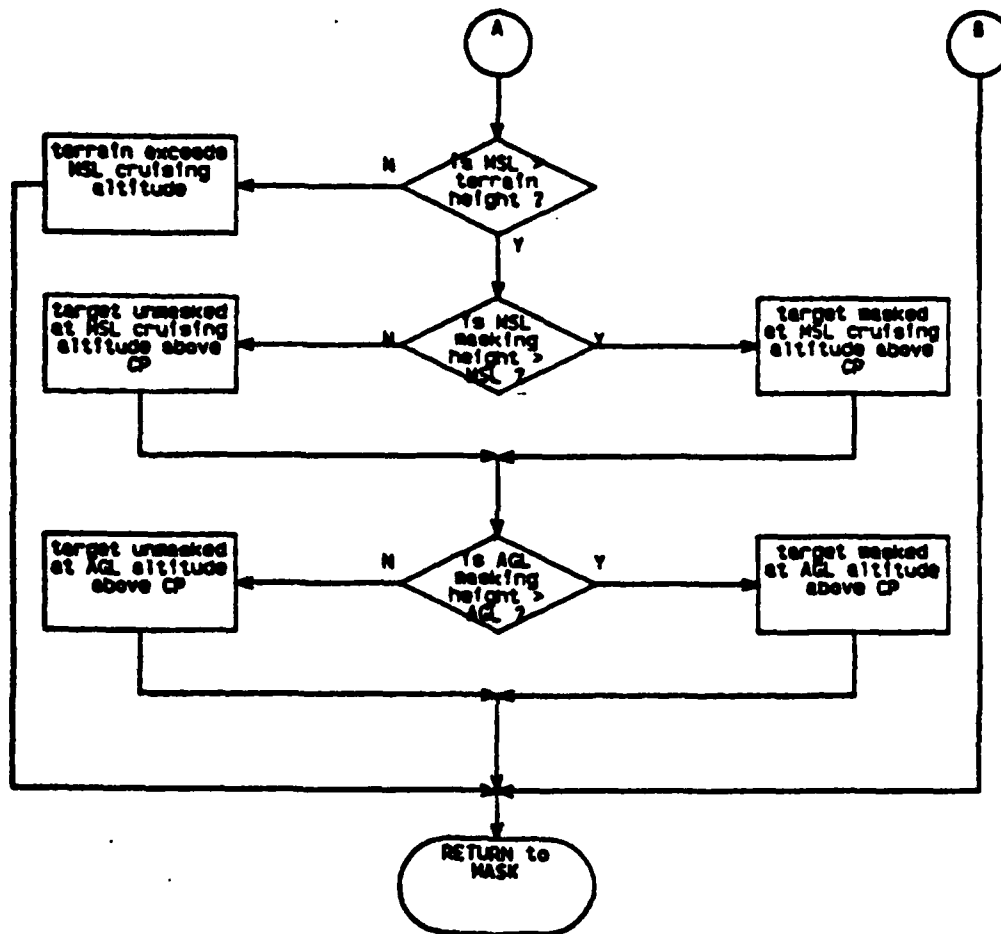 A
B
terrain exceeds
MSL cruising
altitude
N
is MSL >
terrain
height ?
Y
target unmasked
at MSL cruising
altitude above
CP
N
is MSL
masking
height >
MSL ?
Y
target masked
at MSL cruising
altitude above
CP
target unmasked
at AGL altitude
above CP
N
is AGL
masking
height >
AGL ?
Y
target masked
at AGL altitude
above CP
RETURN to
MASK